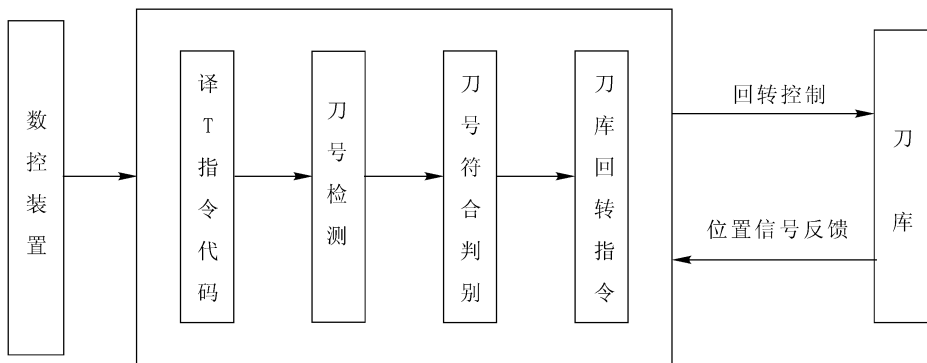 数控装置
译T指令代码
刀号检测
刀号符合判别
刀库回转指令
回转控制
位置信号反馈
刀库